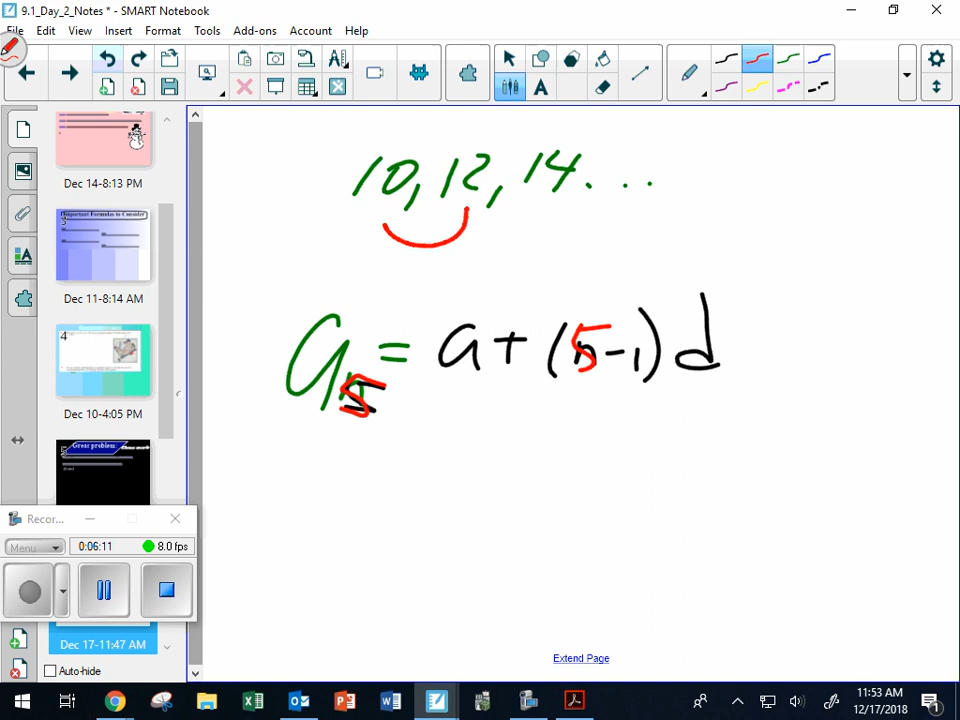 9.1_Day_2_Notes * - SMART Notebook
File Edit View Insert Format Tools Add-ons Account Help
Dec 14-8:13 PM
Important Formulas to Consider
Dec 11-8:14 AM
4
Dec 10-4:05 PM
5
Great problem:
Recor...
Menu
0:06:11
8.0 fps
Dec 17-11:47 AM
Auto-hide
10, 12, 14. . .
a5 = a + (5-1) d
Extend Page
11:53 AM
12/17/2018
1